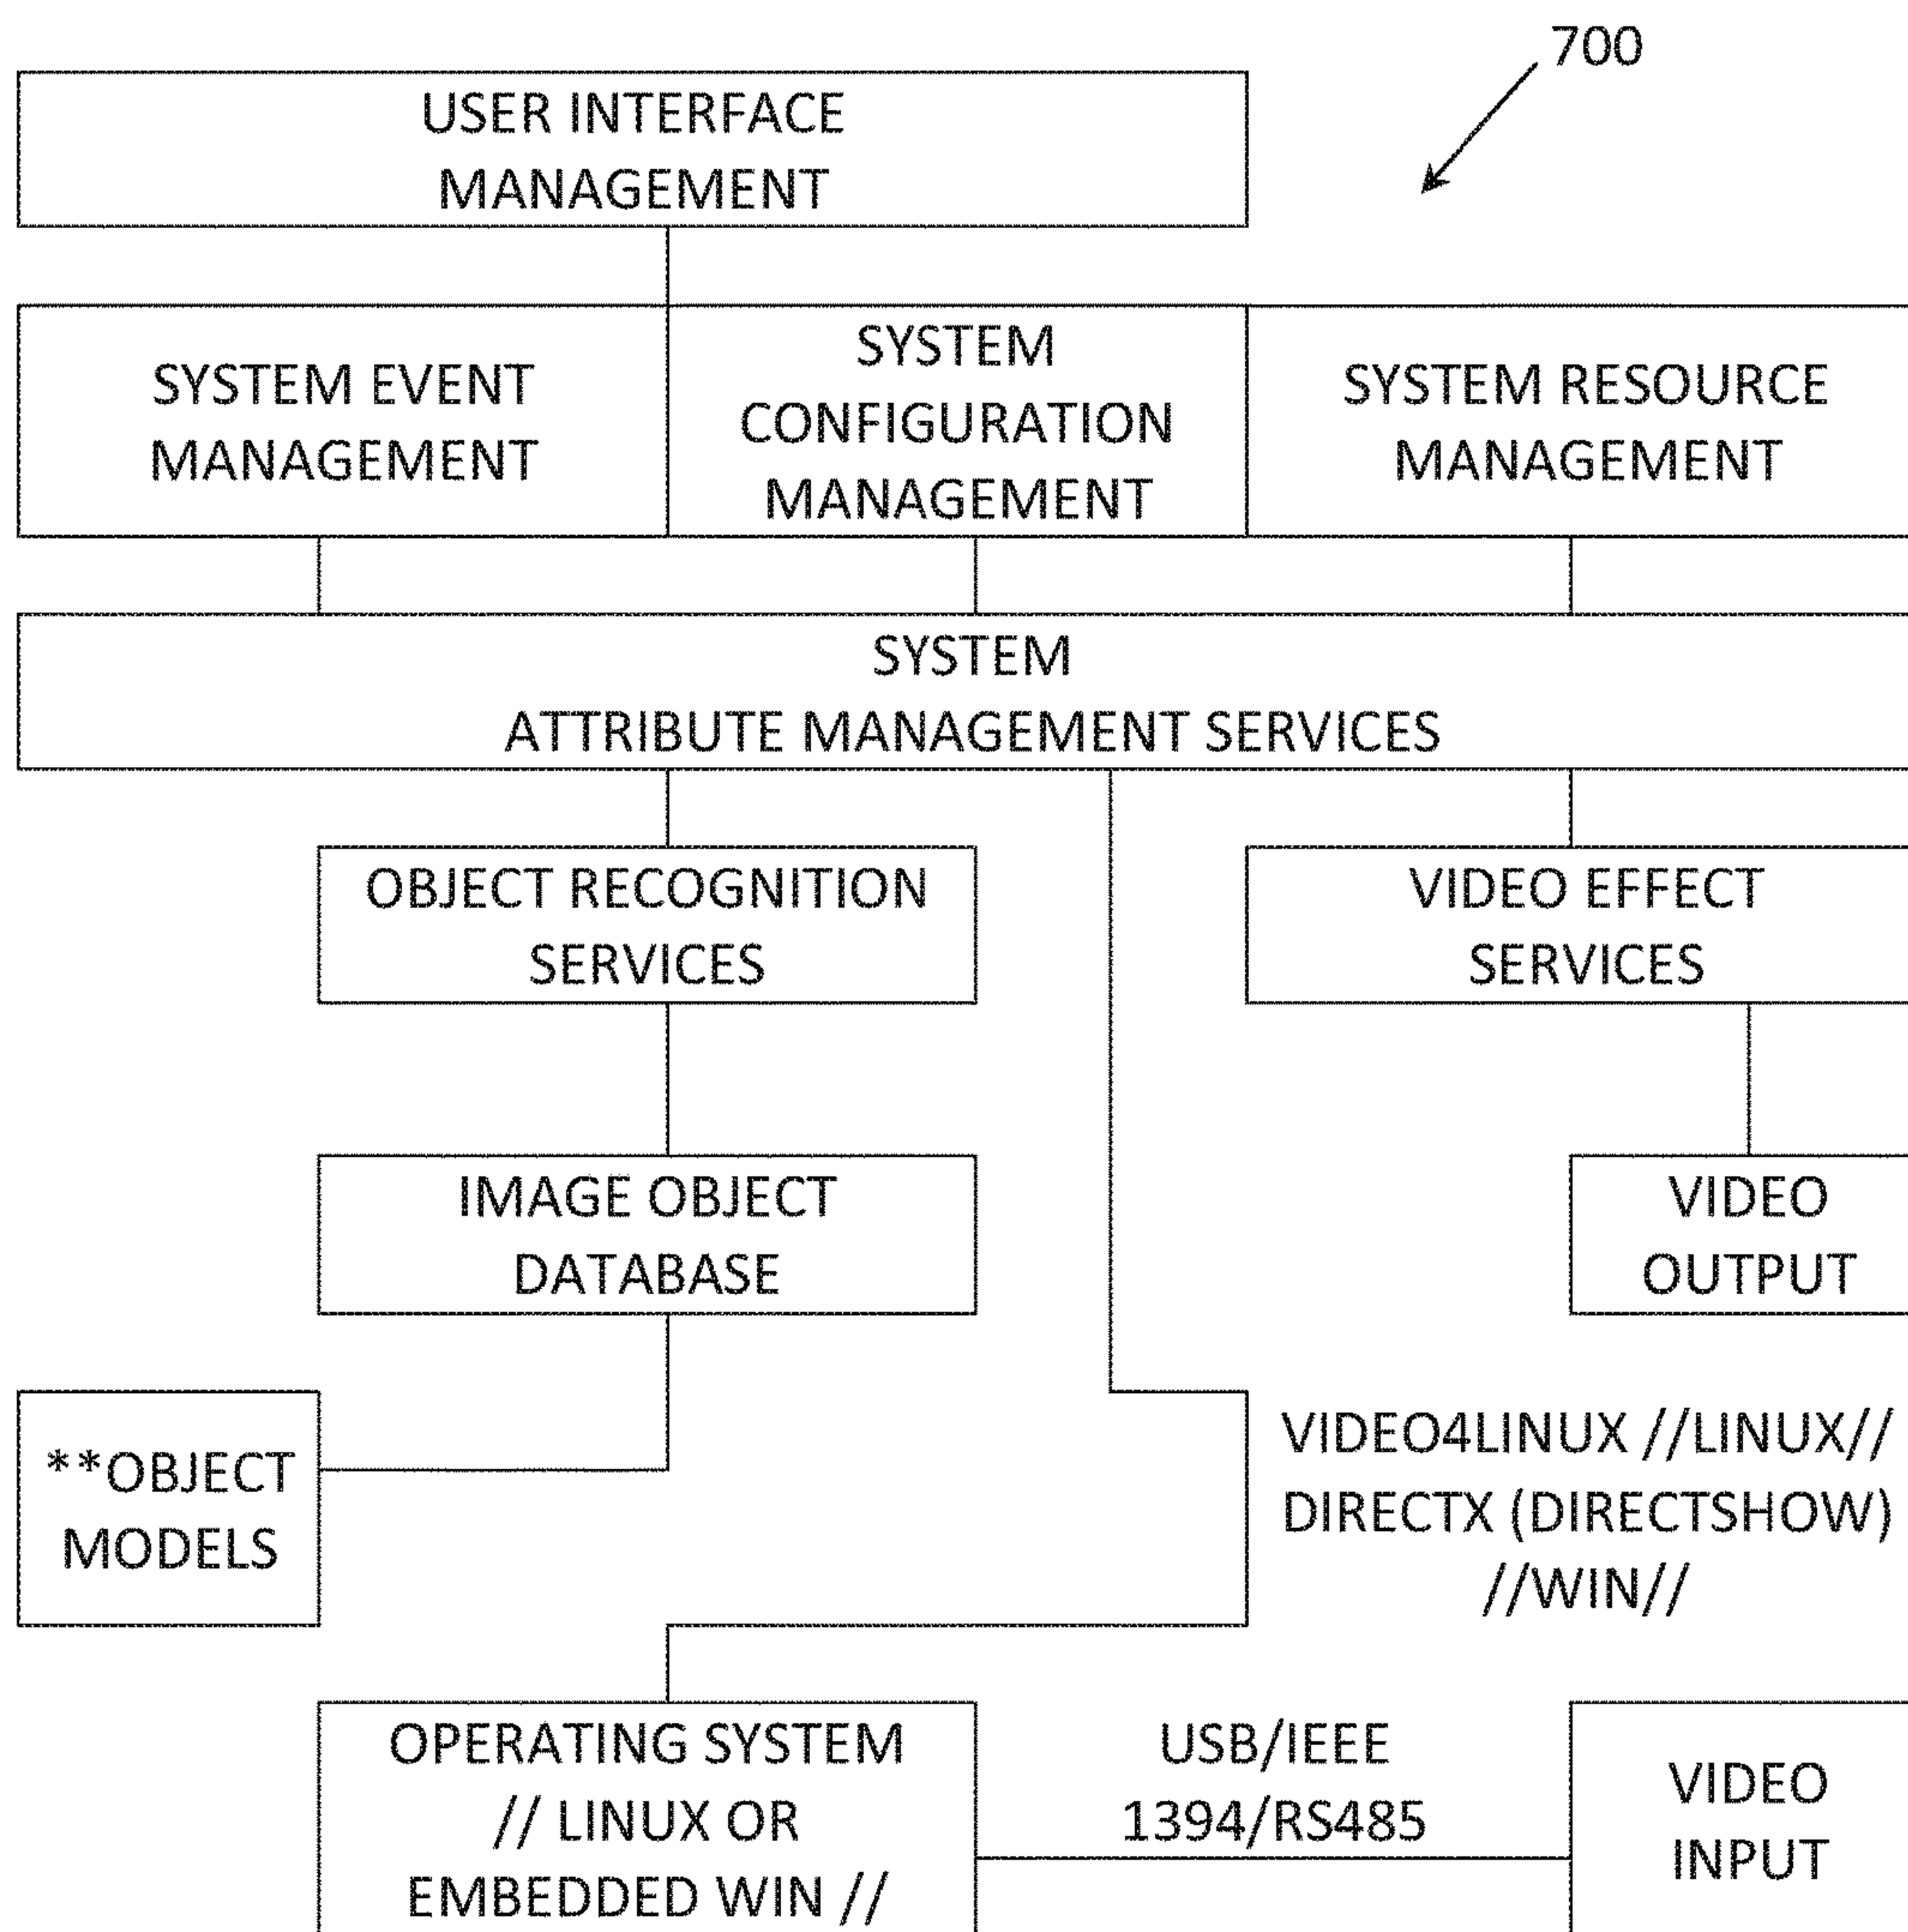 700
USER INTERFACE
MANAGEMENT
SYSTEM EVENT
MANAGEMENT
SYSTEM
CONFIGURATION
MANAGEMENT
SYSTEM RESOURCE
MANAGEMENT
SYSTEM
ATTRIBUTE MANAGEMENT SERVICES
OBJECT RECOGNITION
SERVICES
VIDEO EFFECT
SERVICES
IMAGE OBJECT
DATABASE
VIDEO
OUTPUT
**OBJECT
MODELS
VIDEO4LINUX //LINUX//
DIRECTX (DIRECTSHOW)
//WIN//
OPERATING SYSTEM
// LINUX OR
EMBEDDED WIN //
USB/IEEE
1394/RS485
VIDEO
INPUT